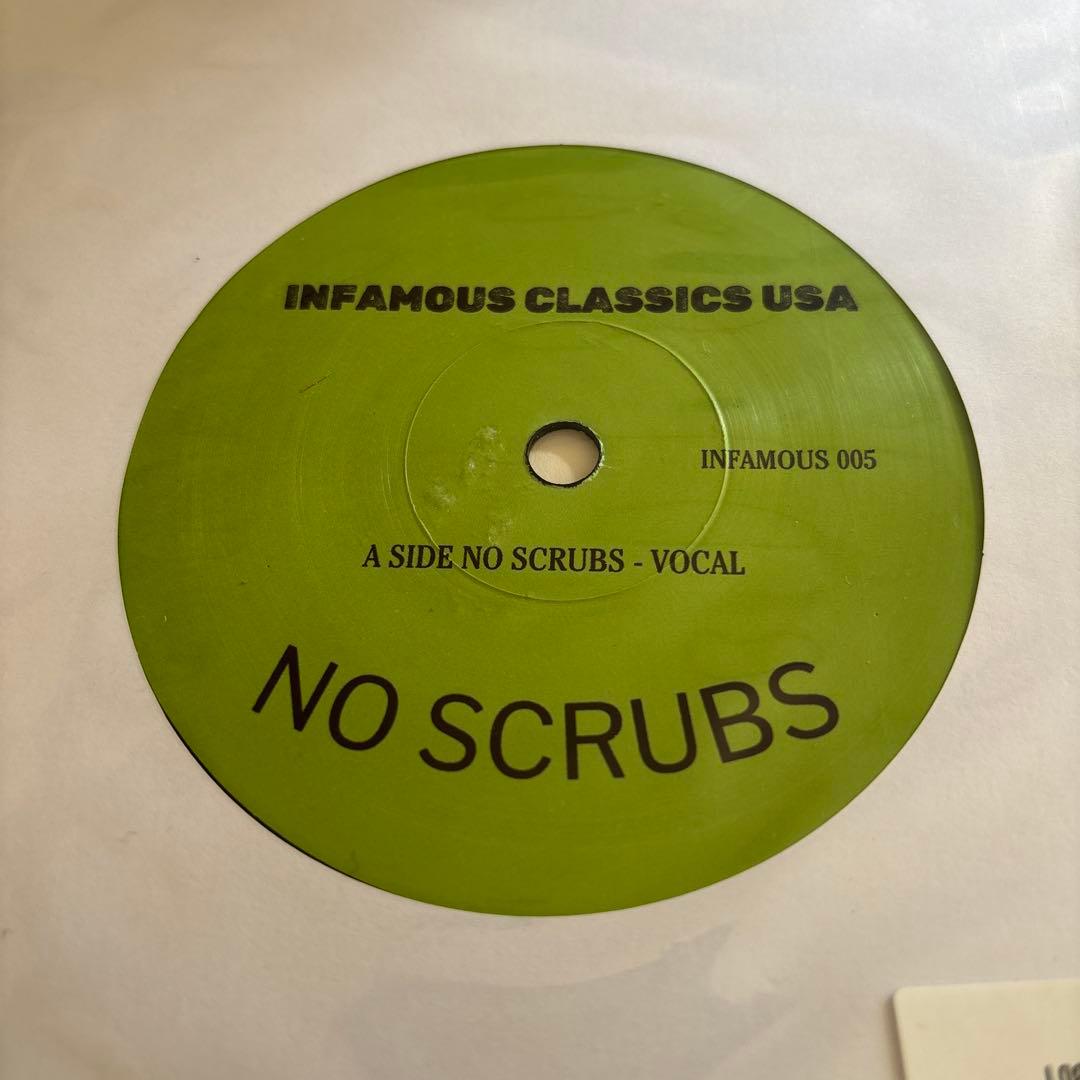 INFAMOUS CLASSICS USA
INFAMOUS 005
A SIDE NO SCRUBS - VOCAL
NO SCRUBS